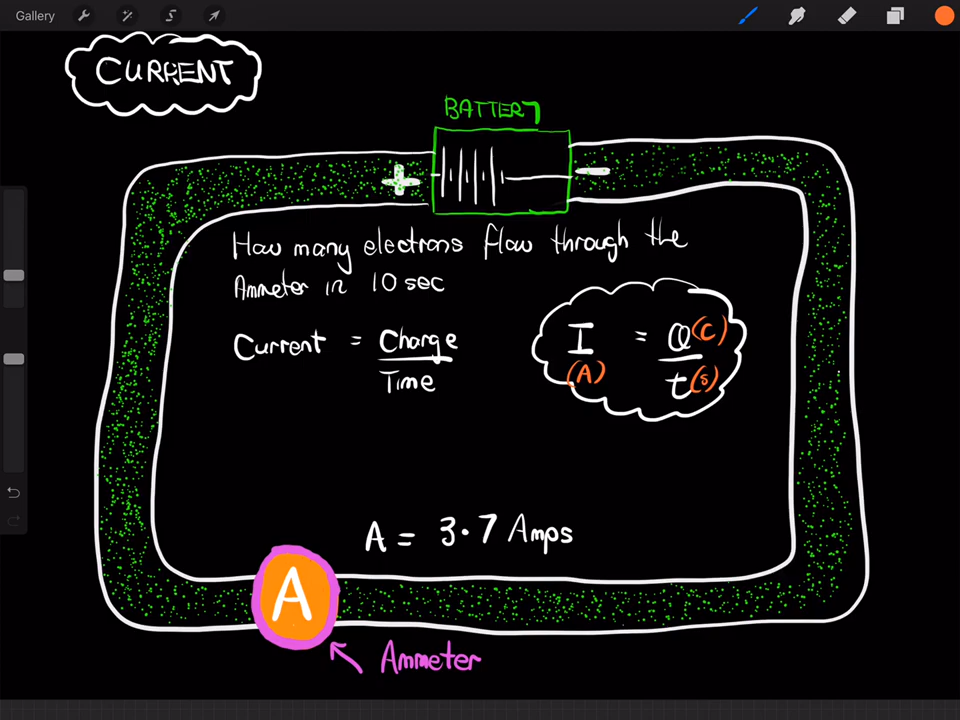 Gallery
CURRENT
BATTERY
+
-
How many electrons flow through the
Ammeter in 10 sec
Current = Charge
Time
I = Q (C)
(A) t (s)
A = 3.7 Amps
A
Ammeter